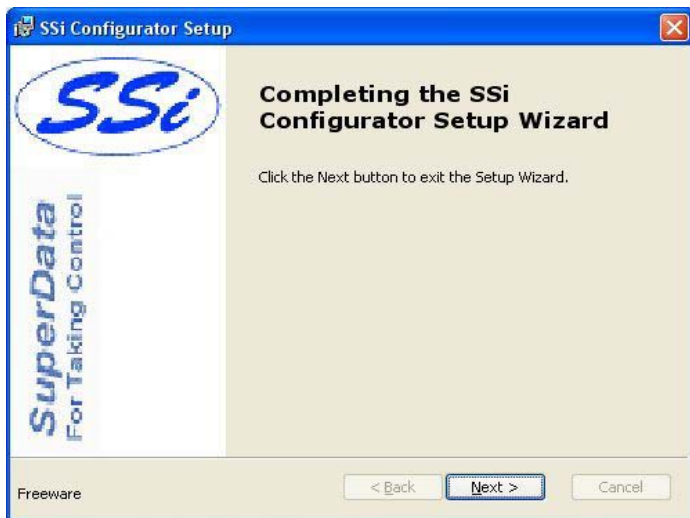 SSi Configurator Setup
SSi
SuperData
For Taking Control
Completing the SSi
Configurator Setup Wizard
Click the Next button to exit the Setup Wizard.
Freeware
< Back
Next >
Cancel